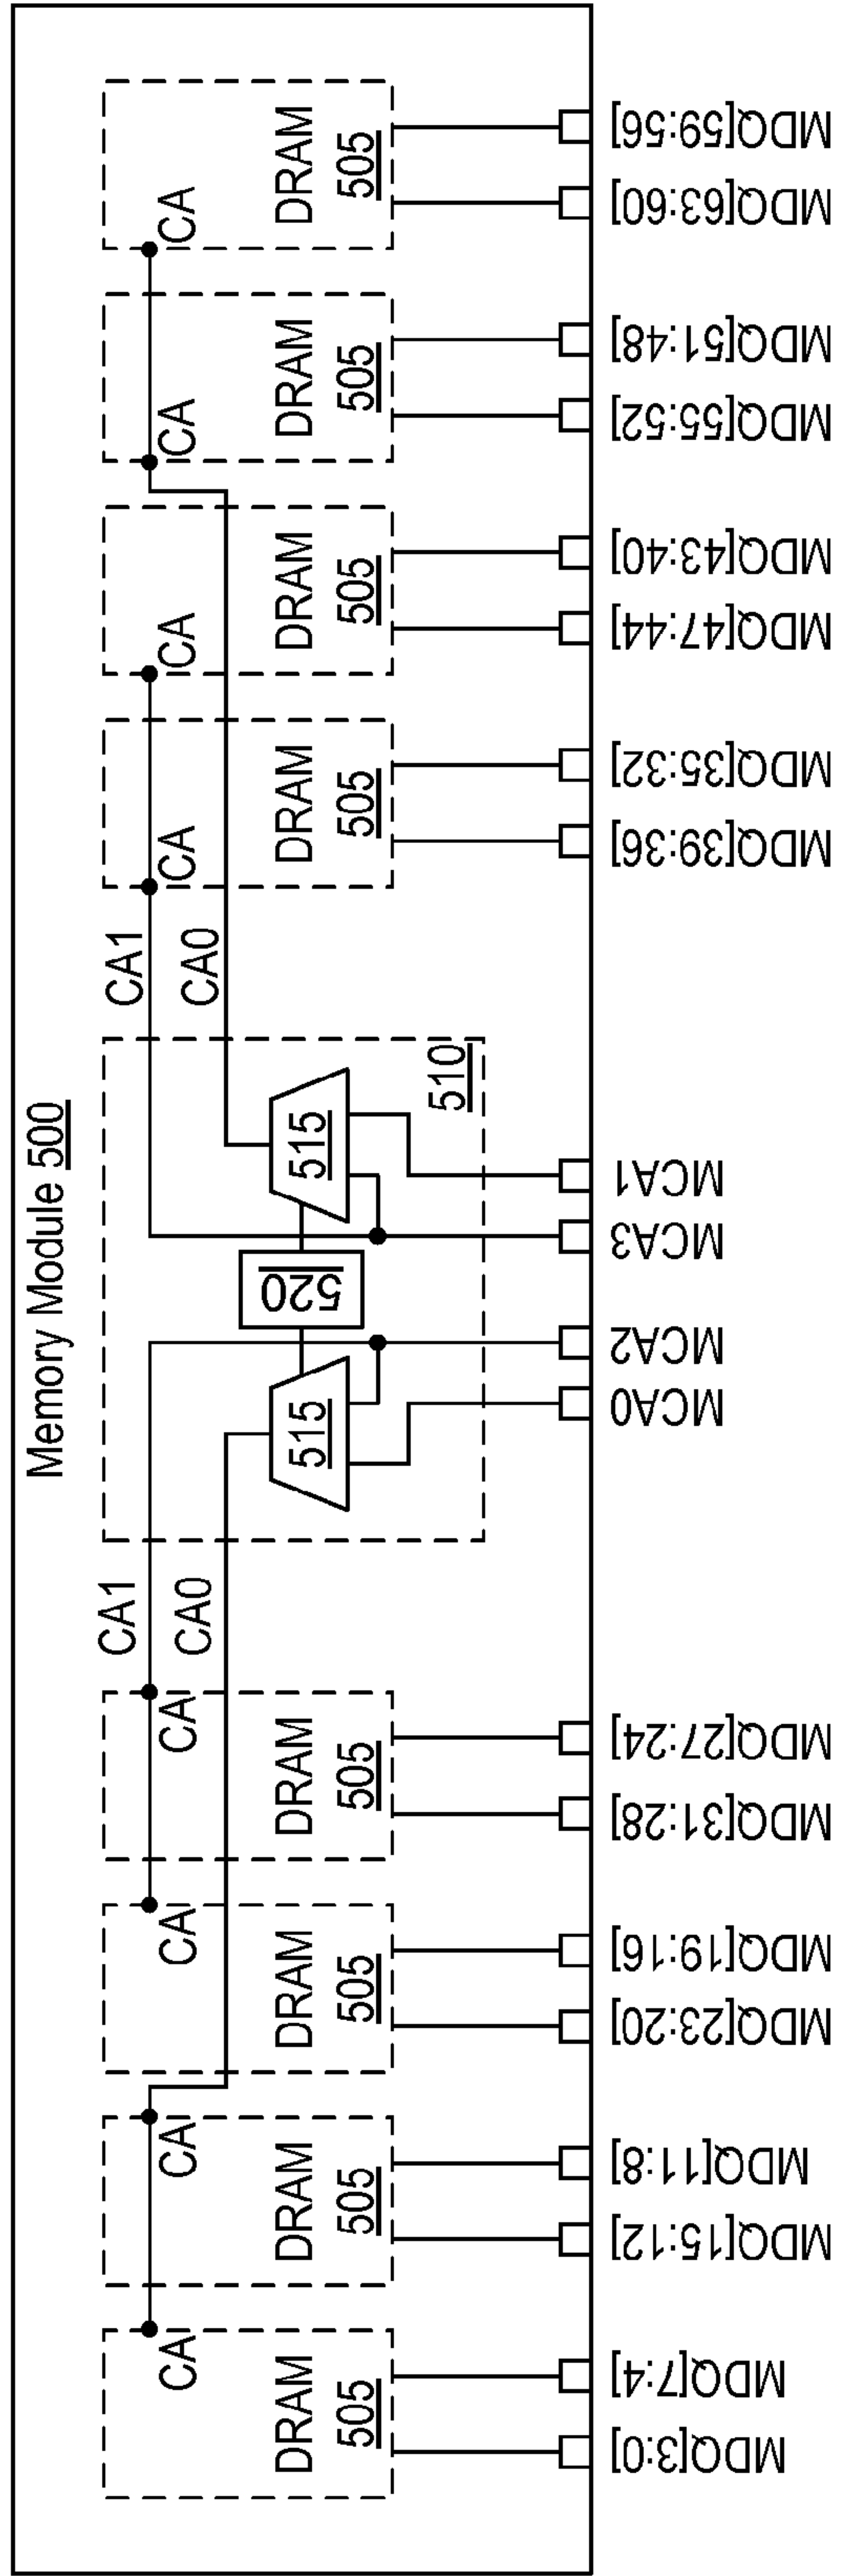 Memory Module 500
CA
DRAM
505
CA
DRAM
505
CA
DRAM
505
CA
DRAM
505
CA1
CA0
515
520
515
510
CA1
CA0
CA
DRAM
505
CA
DRAM
505
CA
DRAM
505
CA
DRAM
505
MDQ[3:0]
MDQ[7:4]
MDQ[15:12]
MDQ[11:8]
MDQ[23:20]
MDQ[19:16]
MDQ[31:28]
MDQ[27:24]
MCA0
MCA2
MCA3
MCA1
MDQ[39:36]
MDQ[35:32]
MDQ[47:44]
MDQ[43:40]
MDQ[55:52]
MDQ[51:48]
MDQ[63:60]
MDQ[59:56]